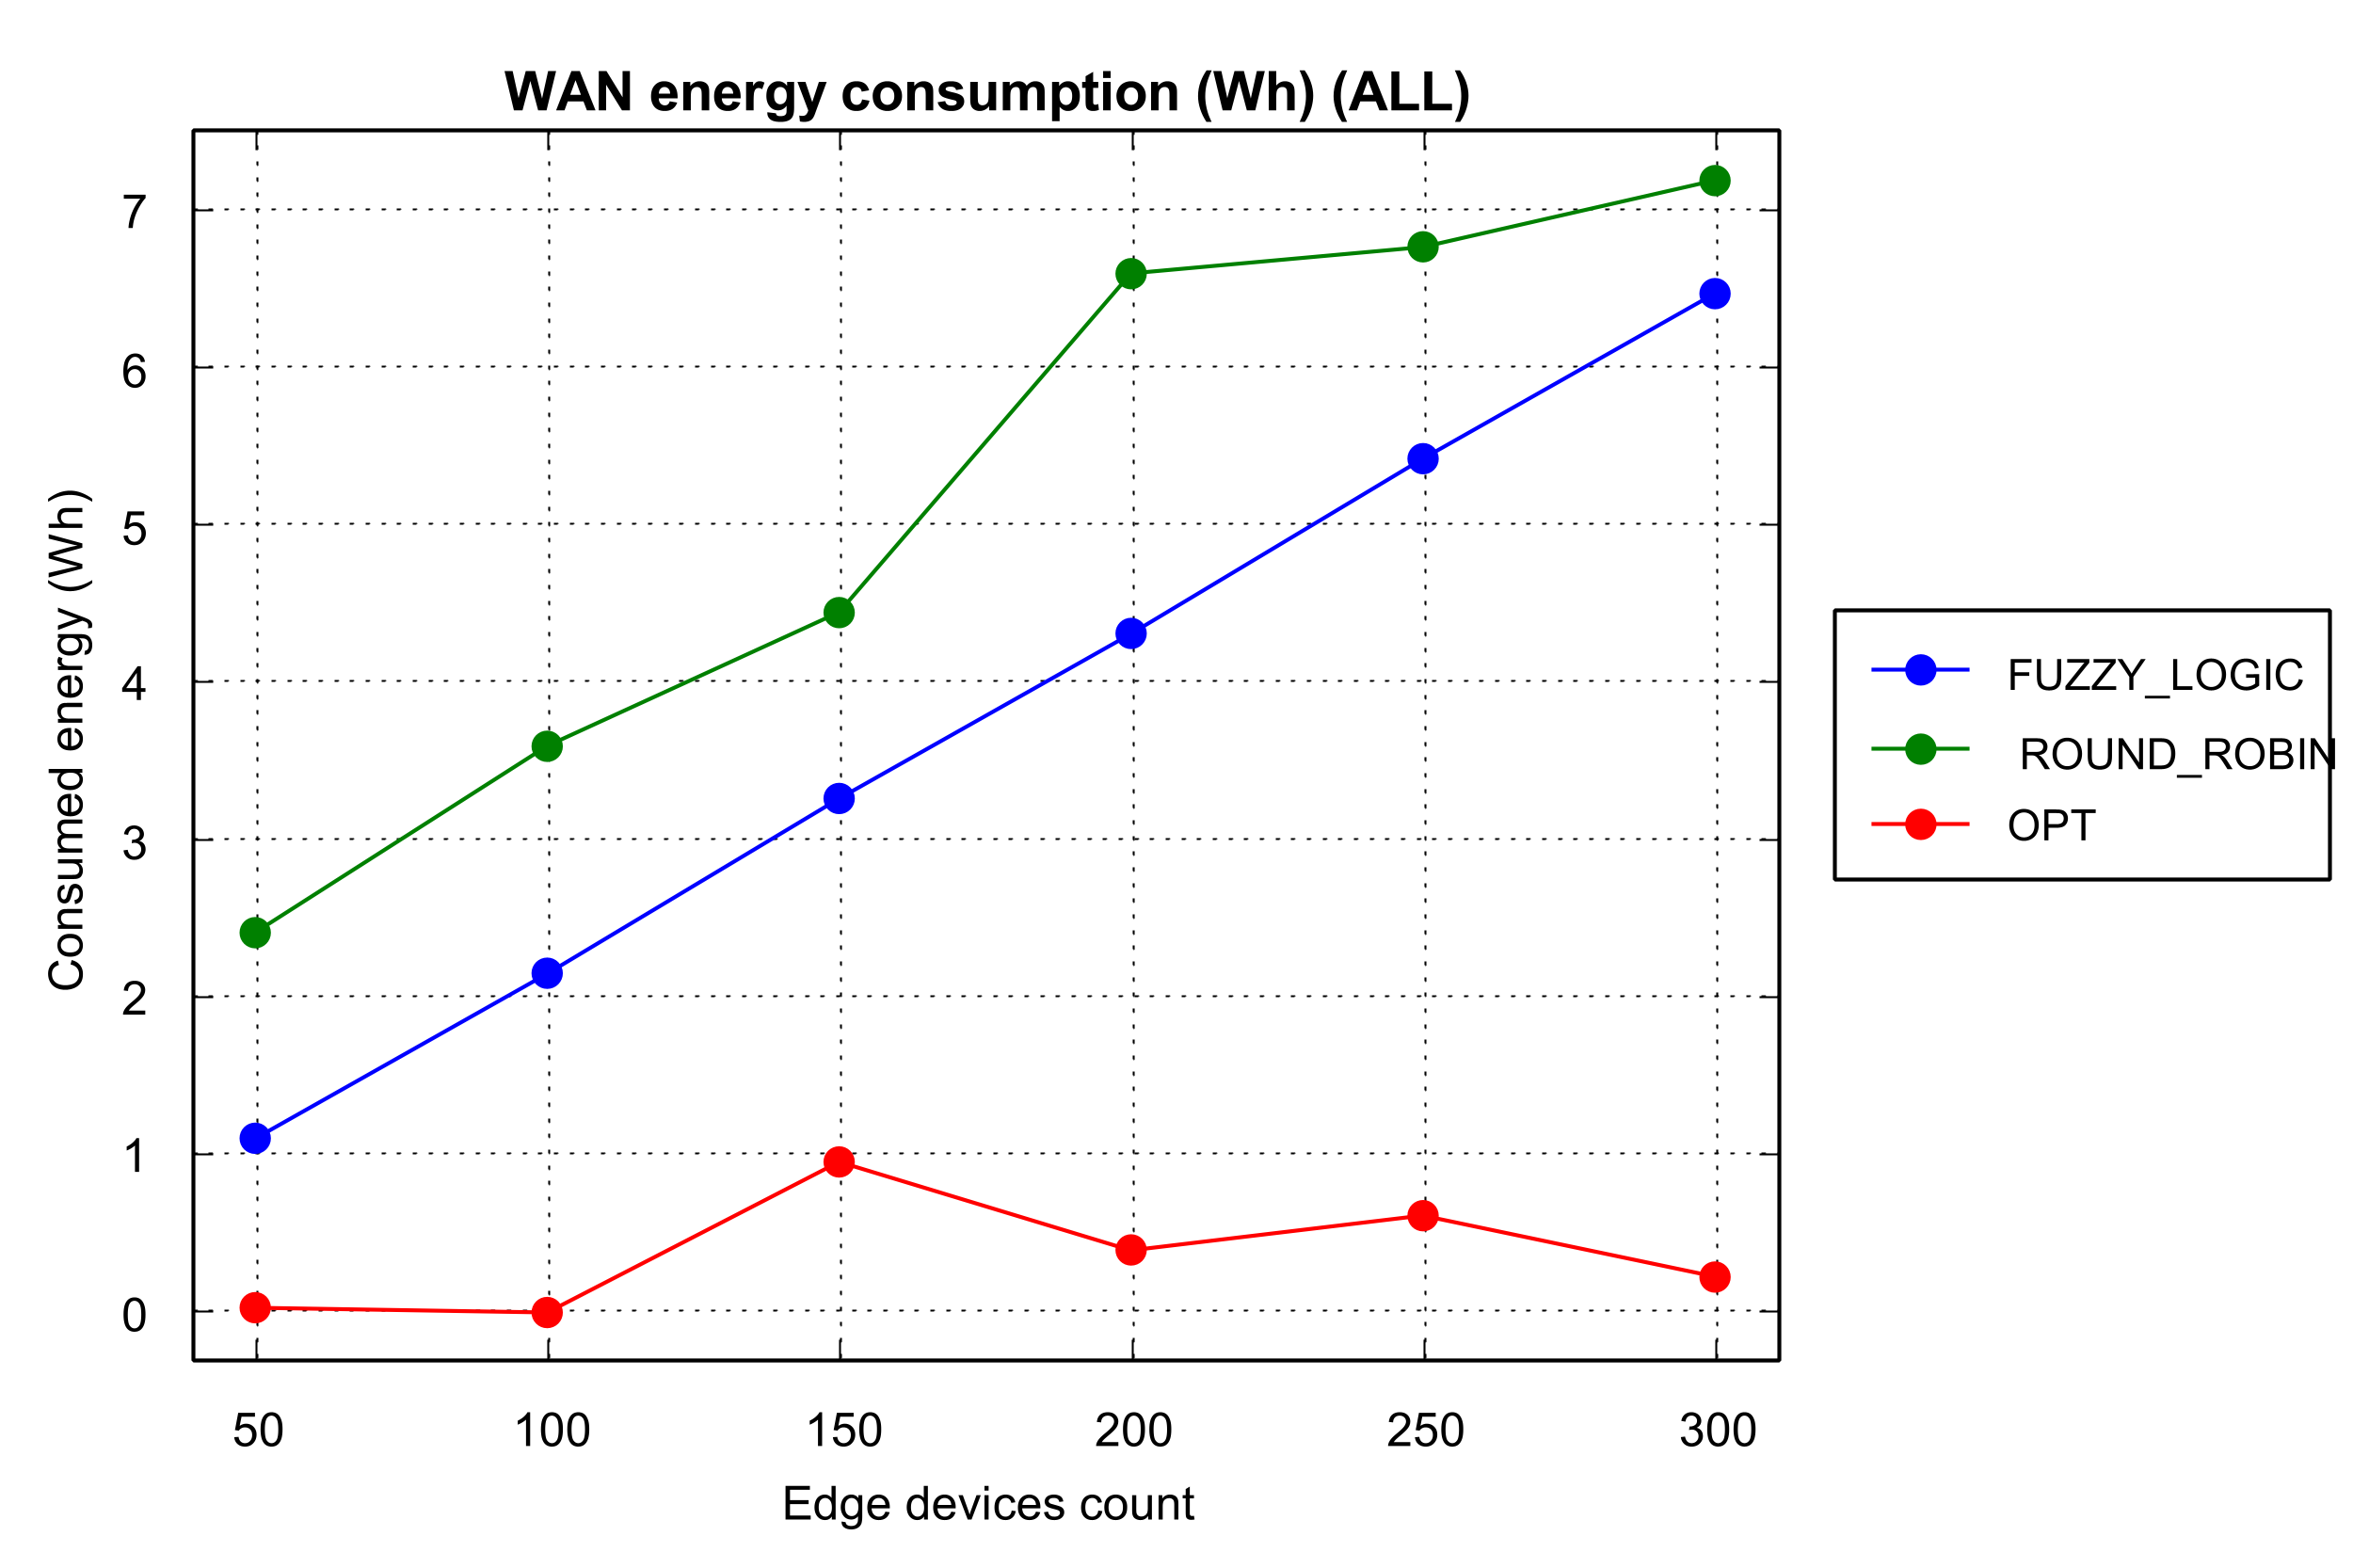 WAN energy consumption (Wh) (ALL)
7
6
5
4
3
2
1
0
Consumed energy (Wh)
50 100 150 200 250 300
Edge devices count
FUZZY_LOGIC
ROUND_ROBIN
OPT